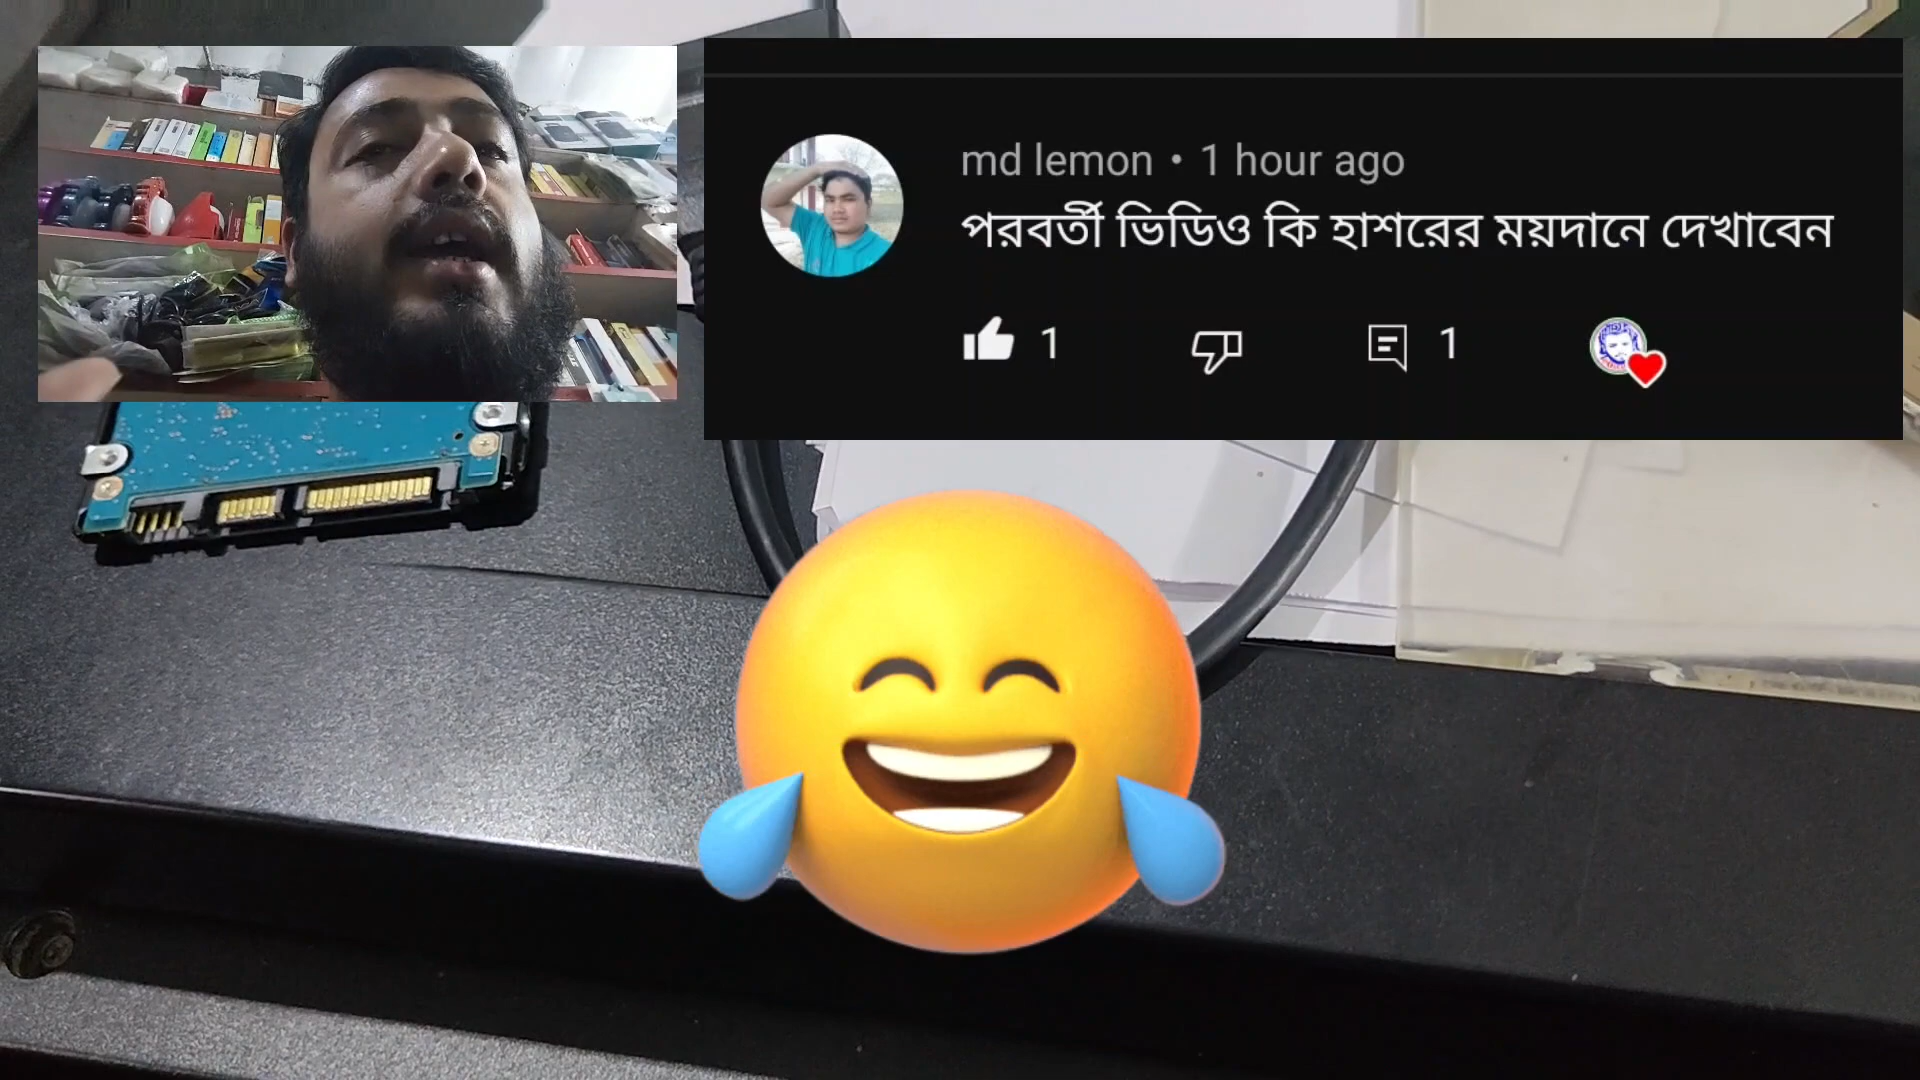 md lemon • 1 hour ago
পরবর্তী ভিডিও কি হাশরের ময়দানে দেখাবেন
1
1